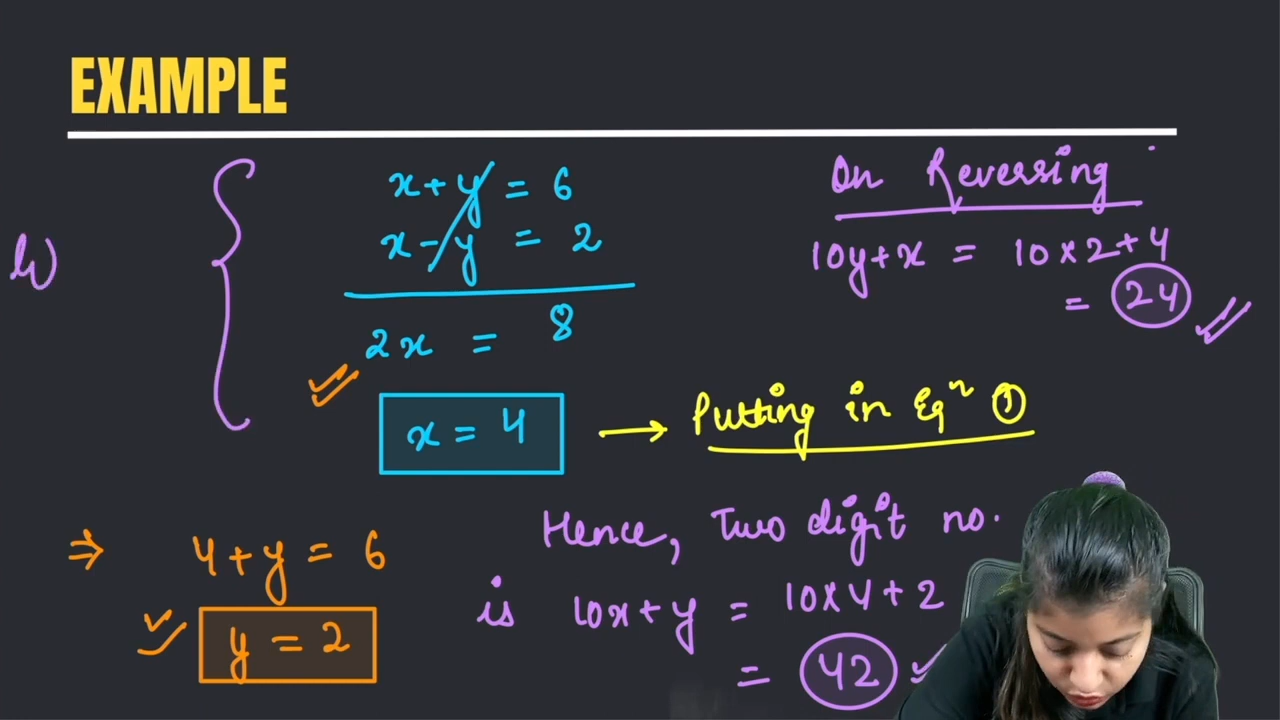 EXAMPLE
x + y = 6
x - y = 2
2x = 8
x = 4 → Putting in Eqⁿ ①
⇒ 4 + y = 6
y = 2
On Reversing
10y + x = 10 × 2 + 4
= 24
Hence, Two digit no.
is 10x + y = 10 × 4 + 2
= 42